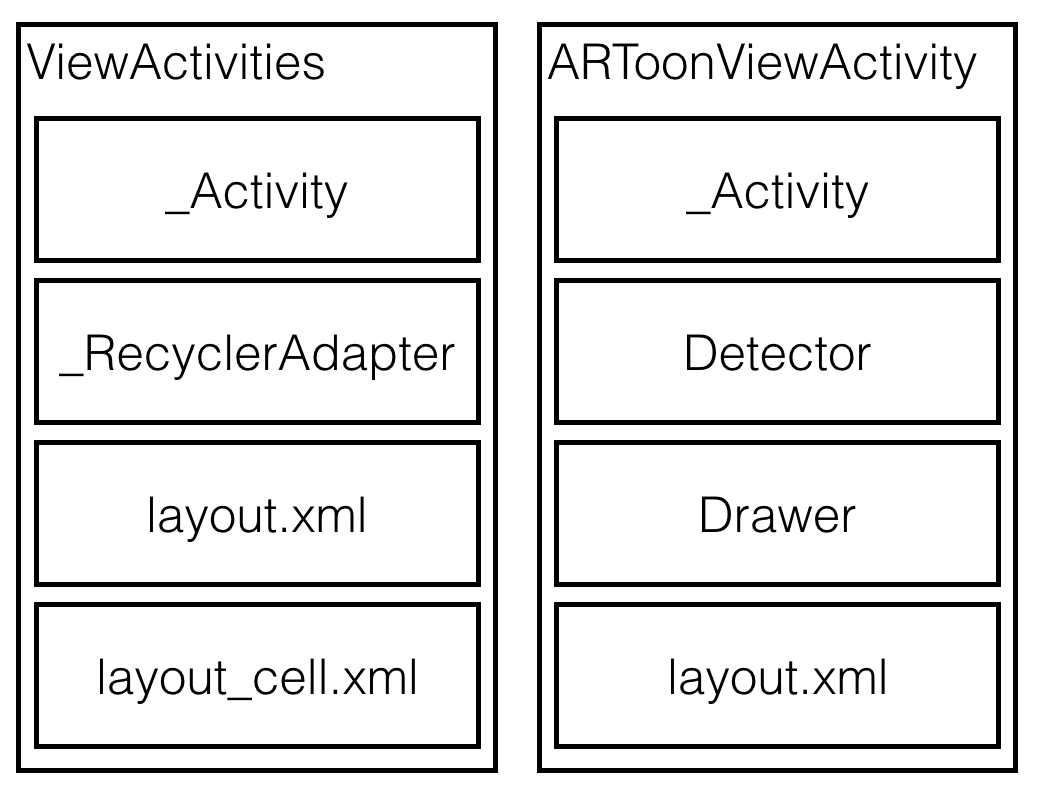 ViewActivities
_Activity
_RecyclerAdapter
layout.xml
layout_cell.xml
ARToonViewActivity
_Activity
Detector
Drawer
layout.xml